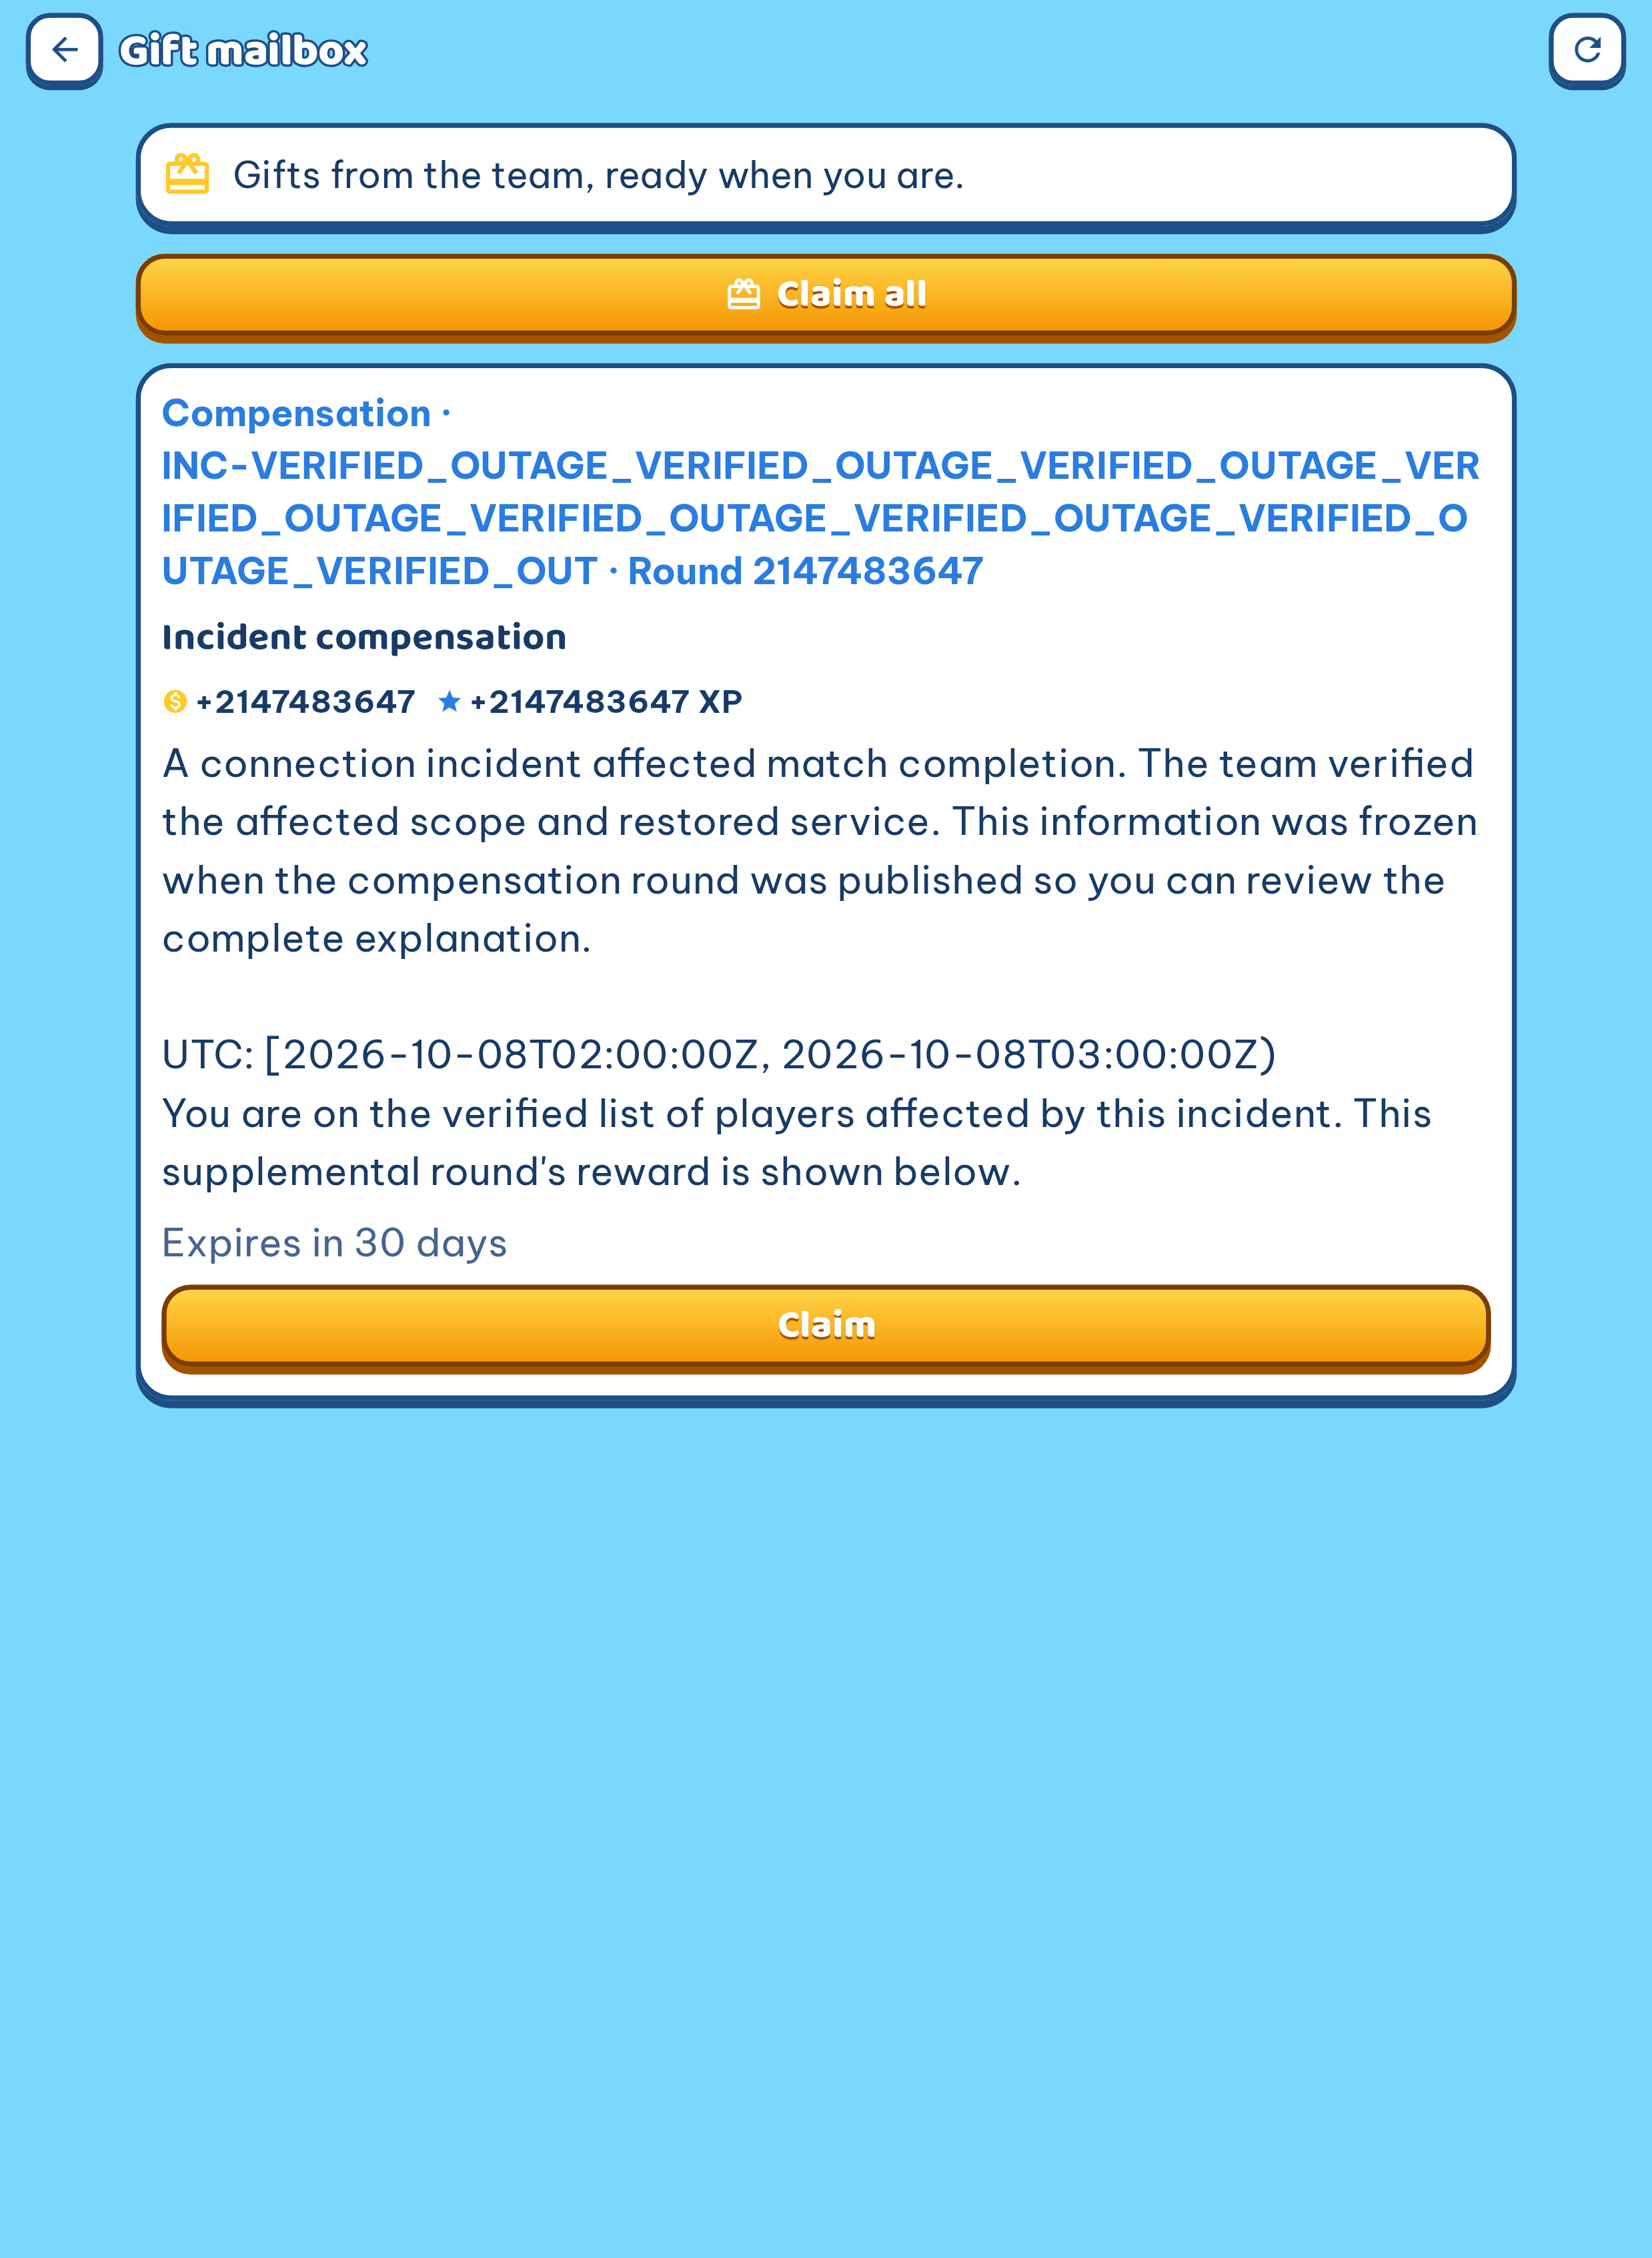 Gift mailbox
Gifts from the team, ready when you are.
Claim all
Compensation ·
INC-VERIFIED_OUTAGE_VERIFIED_OUTAGE_VERIFIED_OUTAGE_VER
IFIED_OUTAGE_VERIFIED_OUTAGE_VERIFIED_OUTAGE_VERIFIED_O
UTAGE_VERIFIED_OUT · Round 2147483647
Incident compensation
+2147483647 +2147483647 XP
A connection incident affected match completion. The team verified
the affected scope and restored service. This information was frozen
when the compensation round was published so you can review the
complete explanation.
UTC: [2026-10-08T02:00:00Z, 2026-10-08T03:00:00Z)
You are on the verified list of players affected by this incident. This
supplemental round's reward is shown below.
Expires in 30 days
Claim